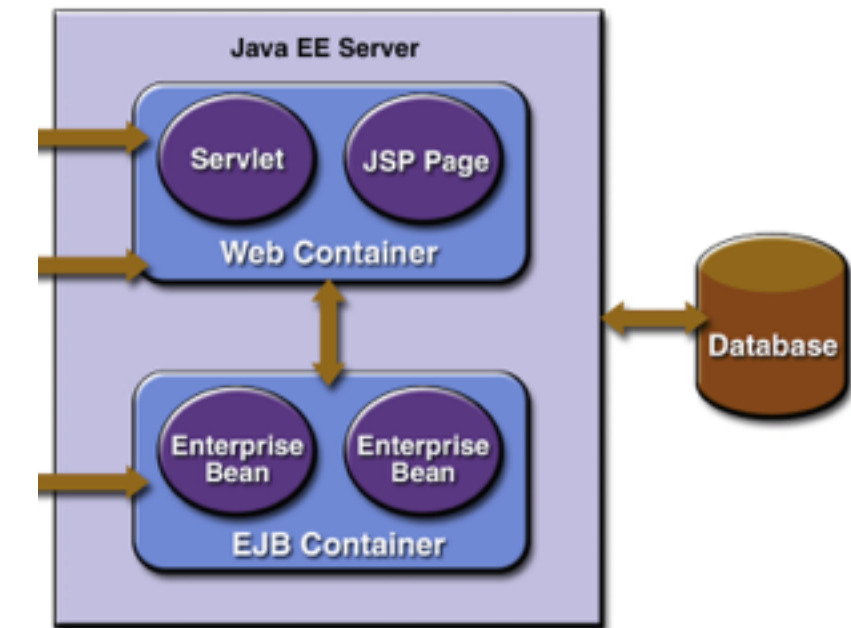 Java EE Server
Servlet
JSP Page
Web Container
Database
Enterprise
Bean
Enterprise
Bean
EJB Container